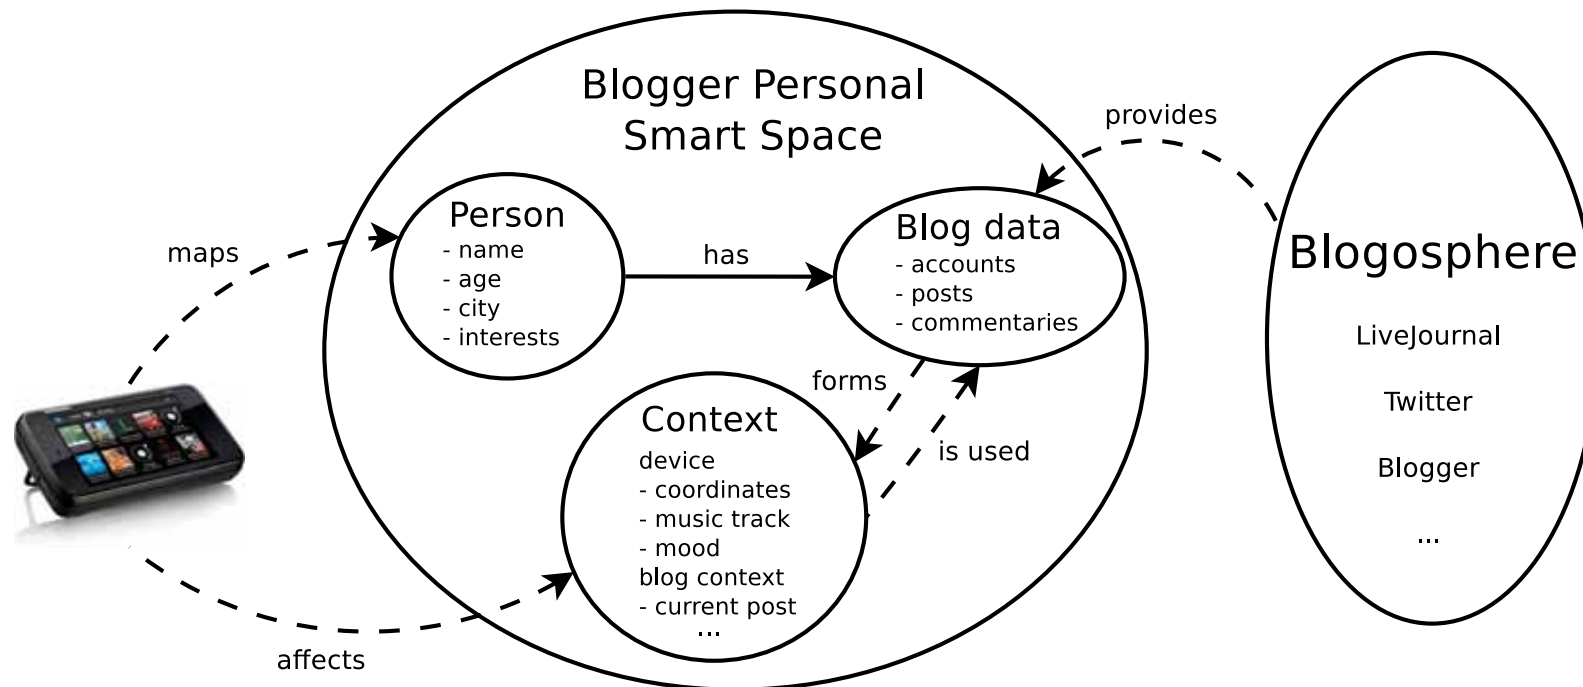 Blogger Personal
Smart Space
provides
Person
- name
- age
- city
- interests
maps
has
Blog data
- accounts
- posts
- commentaries
Blogosphere
LiveJournal
Twitter
Blogger
...
forms
is used
Context
device
- coordinates
- music track
- mood
blog context
- current post
...
affects